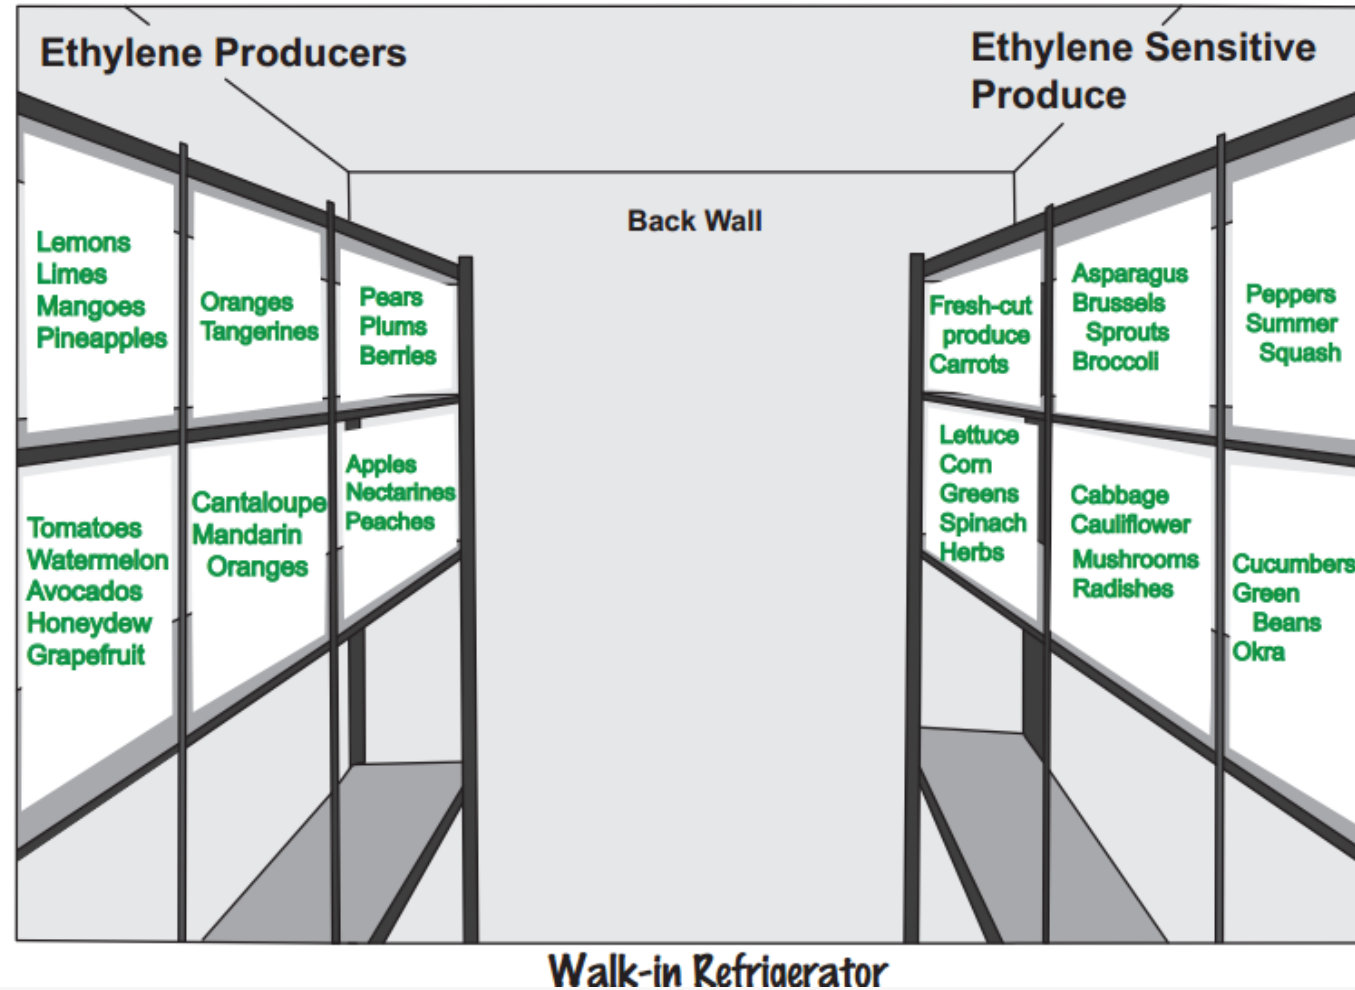 Ethylene Producers
Ethylene Sensitive
Produce
Back Wall
Lemons
Limes
Mangoes
Pineapples
Oranges
Tangerines
Pears
Plums
Berries
Tomatoes
Watermelon
Avocados
Honeydew
Grapefruit
Cantaloupe
Mandarin
Oranges
Apples
Nectarines
Peaches
Fresh-cut
produce
Carrots
Asparagus
Brussels
Sprouts
Broccoli
Peppers
Summer
Squash
Lettuce
Corn
Greens
Spinach
Herbs
Cabbage
Cauliflower
Mushrooms
Radishes
Cucumbers
Green
Beans
Okra
Walk-in Refrigerator